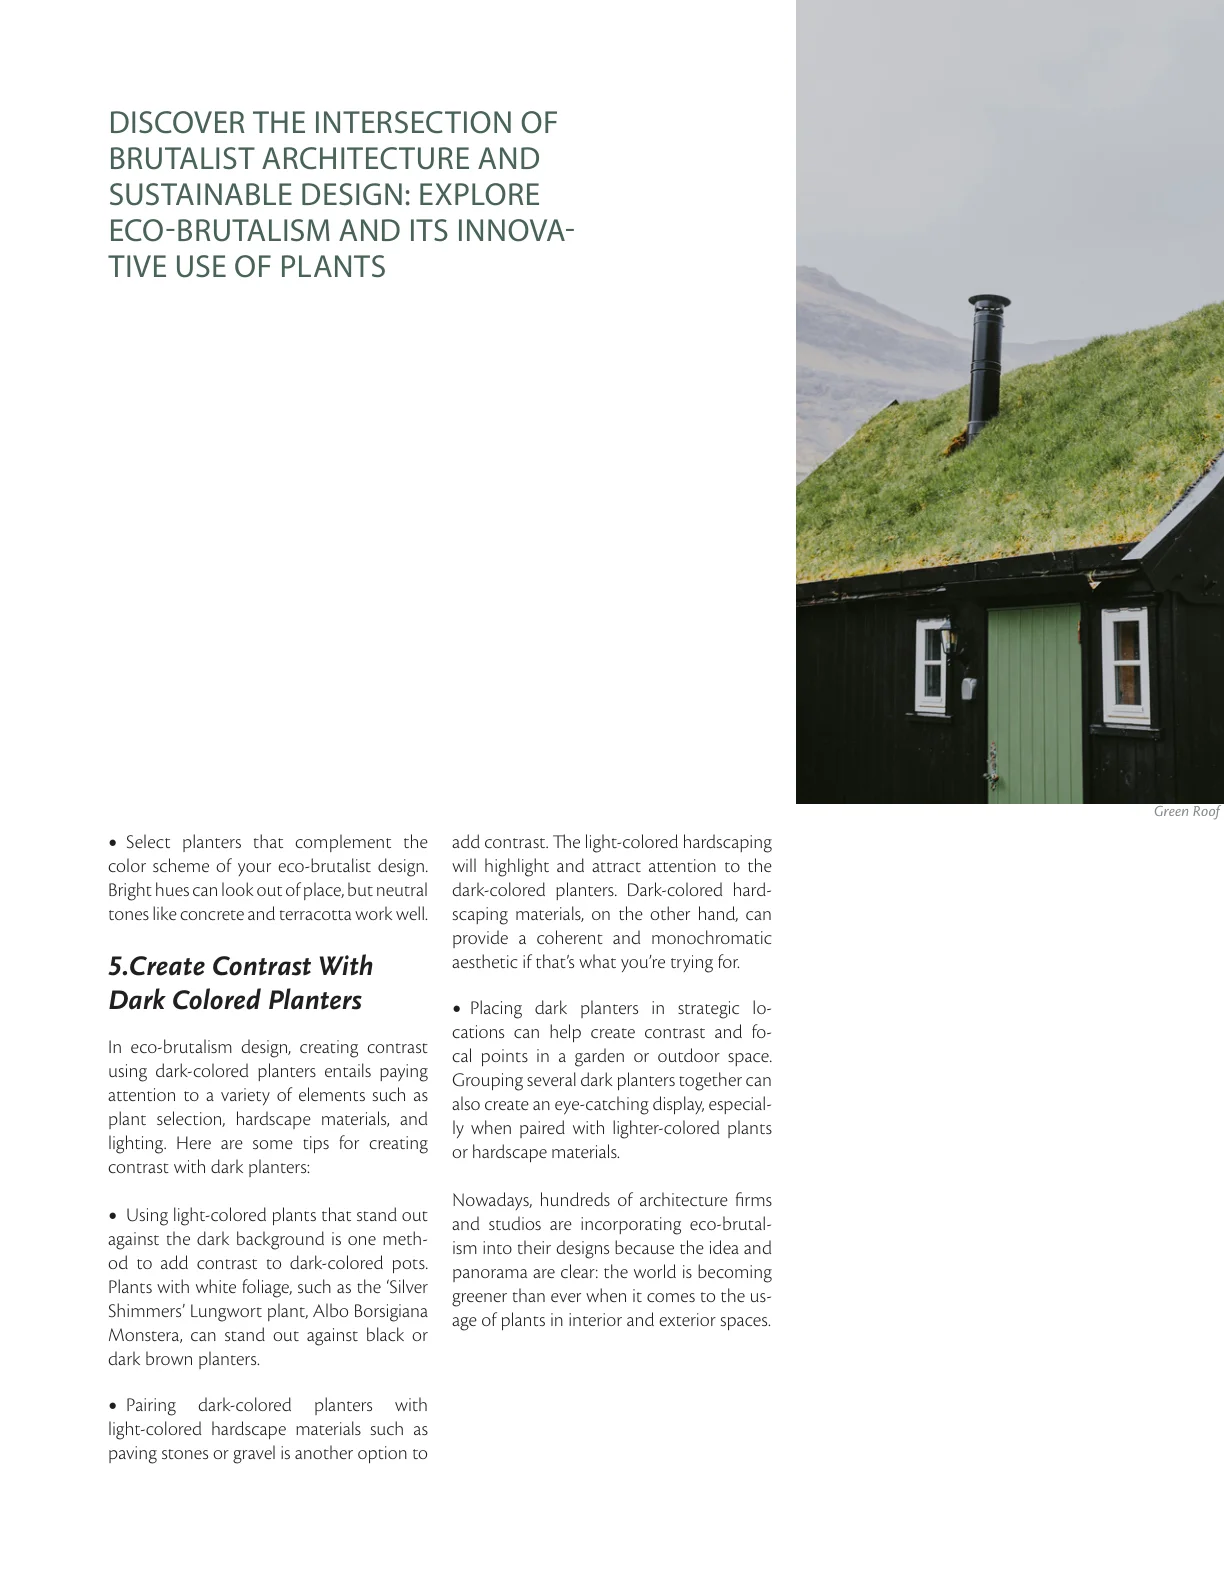 DISCOVER THE INTERSECTION OF
BRUTALIST ARCHITECTURE AND
SUSTAINABLE DESIGN: EXPLORE
ECO-BRUTALISM AND ITS INNOVA-
TIVE USE OF PLANTS
Green Roof
• Select planters that complement the
color scheme of your eco-brutalist design.
Bright hues can look out of place, but neutral
tones like concrete and terracotta work well.
5.Create Contrast With
Dark Colored Planters
In eco-brutalism design, creating contrast
using dark-colored planters entails paying
attention to a variety of elements such as
plant selection, hardscape materials, and
lighting. Here are some tips for creating
contrast with dark planters:
• Using light-colored plants that stand out
against the dark background is one meth-
od to add contrast to dark-colored pots.
Plants with white foliage, such as the ‘Silver
Shimmers’ Lungwort plant, Albo Borsigiana
Monstera, can stand out against black or
dark brown planters.
• Pairing dark-colored planters with
light-colored hardscape materials such as
paving stones or gravel is another option to
add contrast. The light-colored hardscaping
will highlight and attract attention to the
dark-colored planters. Dark-colored hard-
scaping materials, on the other hand, can
provide a coherent and monochromatic
aesthetic if that’s what you’re trying for.
• Placing dark planters in strategic lo-
cations can help create contrast and fo-
cal points in a garden or outdoor space.
Grouping several dark planters together can
also create an eye-catching display, especial-
ly when paired with lighter-colored plants
or hardscape materials.
Nowadays, hundreds of architecture firms
and studios are incorporating eco-brutal-
ism into their designs because the idea and
panorama are clear: the world is becoming
greener than ever when it comes to the us-
age of plants in interior and exterior spaces.